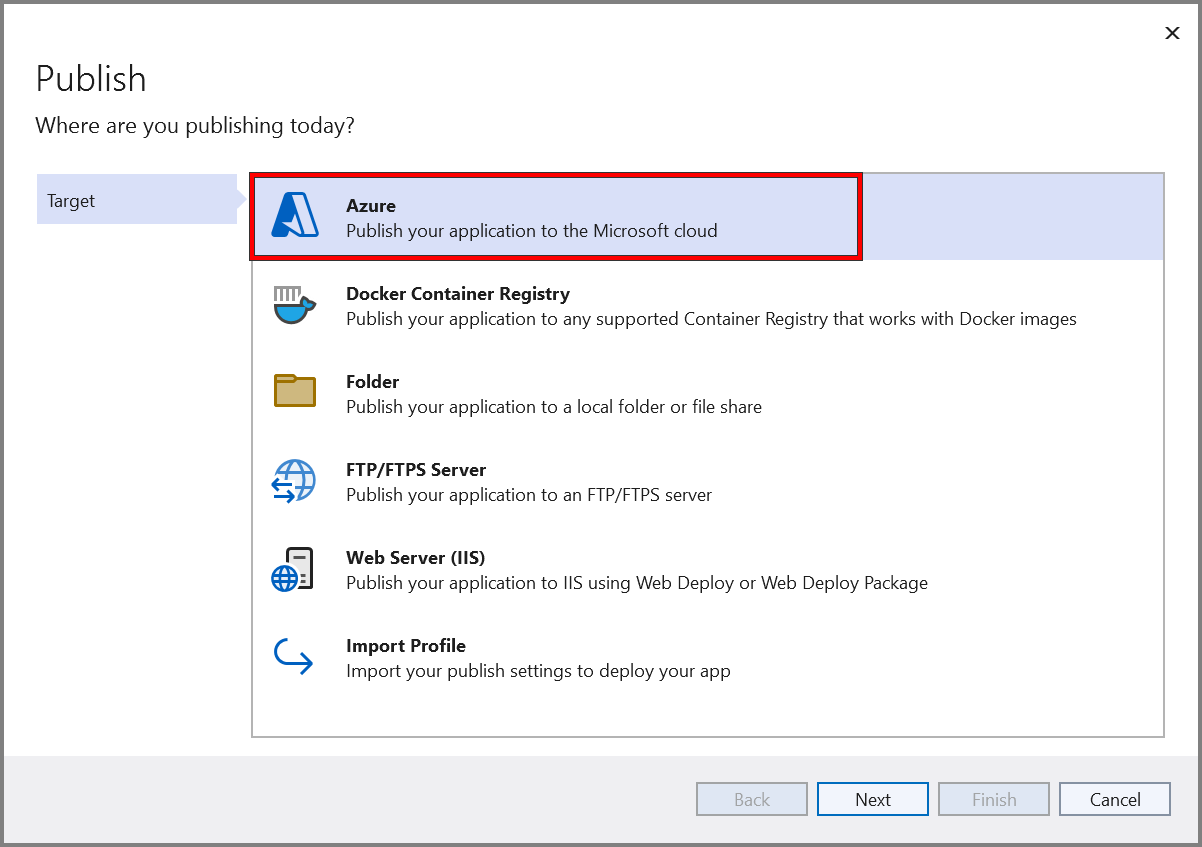 Publish
Where are you publishing today?
Target
Azure
Publish your application to the Microsoft cloud
Docker Container Registry
Publish your application to any supported Container Registry that works with Docker images
Folder
Publish your application to a local folder or file share
FTP/FTPS Server
Publish your application to an FTP/FTPS server
Web Server (IIS)
Publish your application to IIS using Web Deploy or Web Deploy Package
Import Profile
Import your publish settings to deploy your app
Back
Next
Finish
Cancel